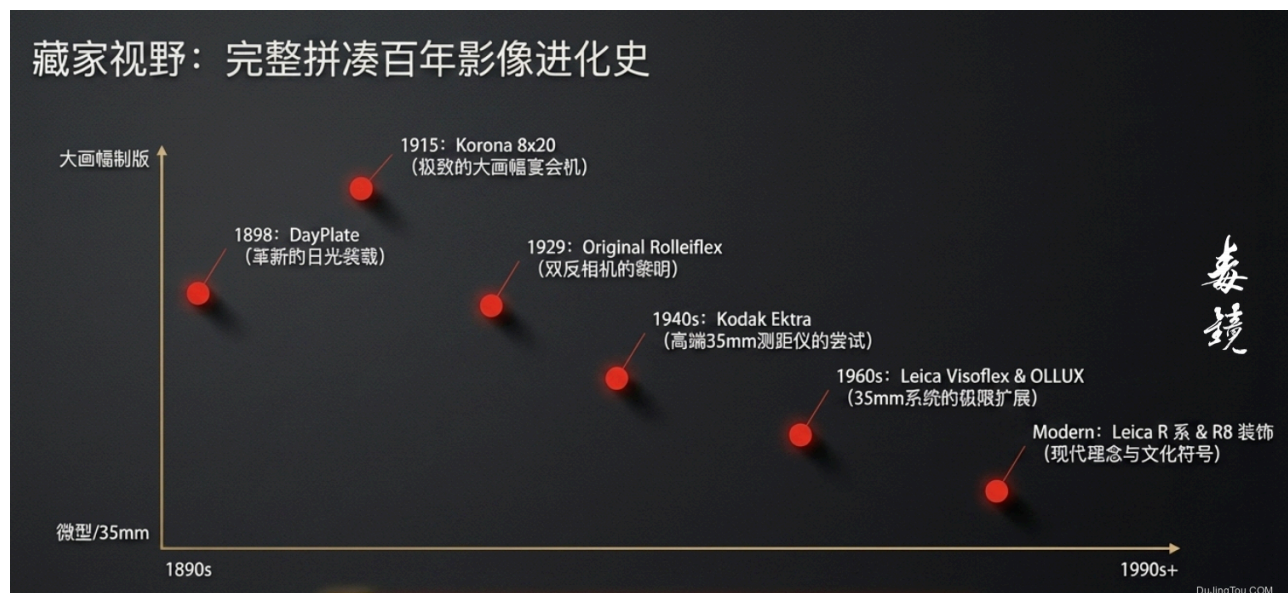 藏家视野：完整拼凑百年影像进化史
大画幅制版
1915：Korona 8x20
（极致的大画幅宴会机）
1898：DayPlate
（革新的日光装载）
1929：Original Rolleiflex
（双反相机的黎明）
1940s：Kodak Ektra
（高端35mm测距仪的尝试）
1960s：Leica Visoflex & OLLUX
（35mm系统的极限扩展）
Modern：Leica R 系 & R8 装饰
（现代理念与文化符号）
毒镜
微型/35mm
1890s
1990s+
DuJingTou.COM